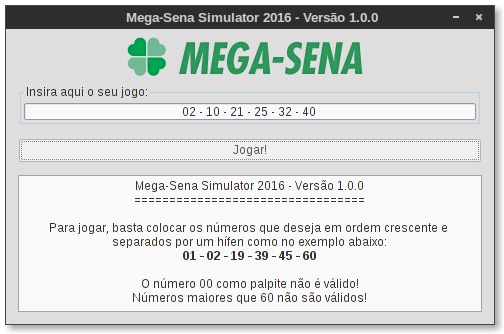 Mega-Sena Simulator 2016 - Versão 1.0.0
MEGA-SENA
Insira aqui o seu jogo:
02 - 10 - 21 - 25 - 32 - 40
Jogar!
Mega-Sena Simulator 2016 - Versão 1.0.0
=================================
Para jogar, basta colocar os números que deseja em ordem crescente e
separados por um hífen como no exemplo abaixo:
01 - 02 - 19 - 39 - 45 - 60
O número 00 como palpite não é válido!
Números maiores que 60 não são válidos!